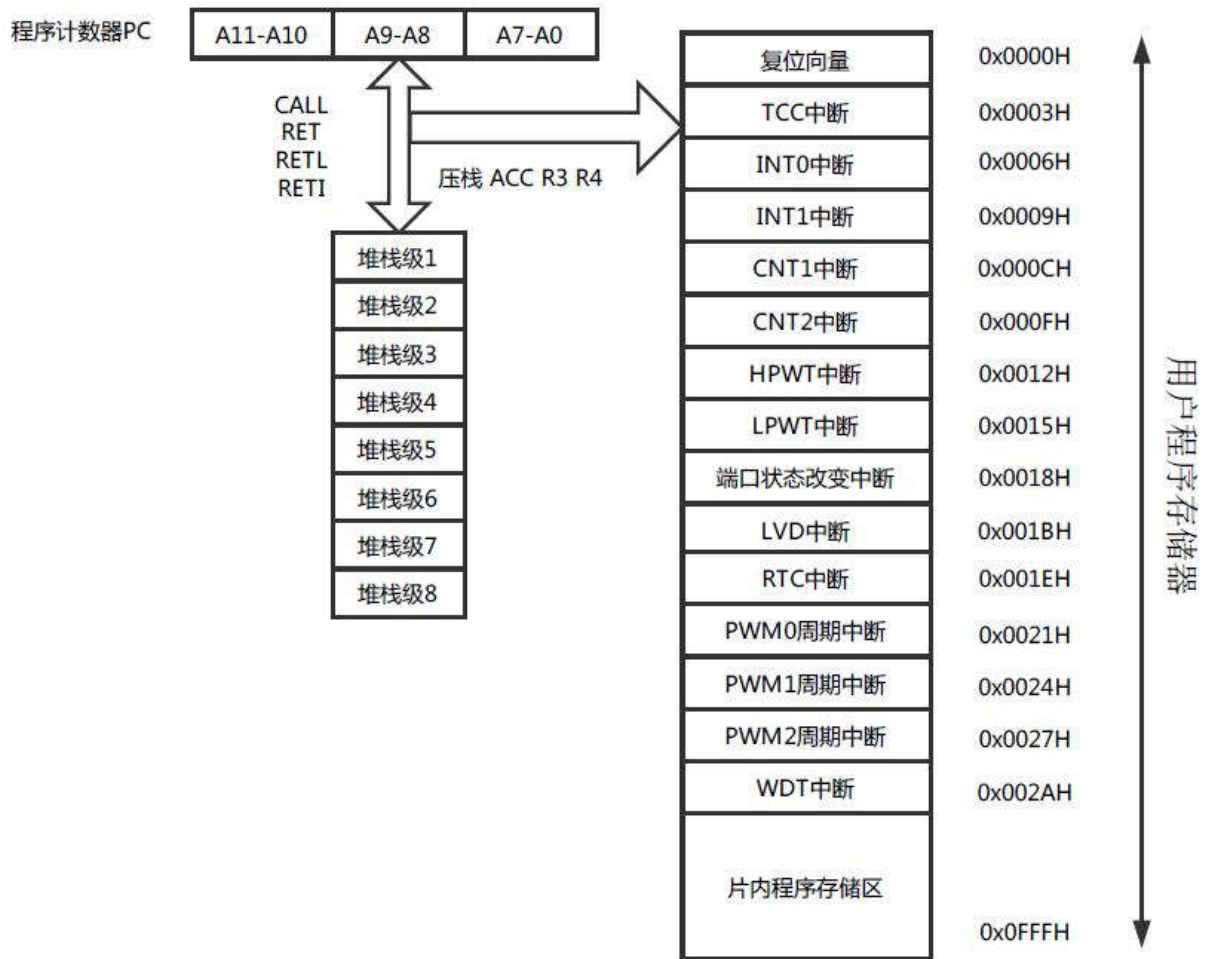 程序计数器PC
A11-A10 A9-A8 A7-A0
CALL
RET
RETL
RETI
压栈 ACC R3 R4
堆栈级1
堆栈级2
堆栈级3
堆栈级4
堆栈级5
堆栈级6
堆栈级7
堆栈级8
复位向量 0x0000H
TCC中断 0x0003H
INT0中断 0x0006H
INT1中断 0x0009H
CNT1中断 0x000CH
CNT2中断 0x000FH
HPWT中断 0x0012H
LPWT中断 0x0015H
端口状态改变中断 0x0018H
LVD中断 0x001BH
RTC中断 0x001EH
PWM0周期中断 0x0021H
PWM1周期中断 0x0024H
PWM2周期中断 0x0027H
WDT中断 0x002AH
片内程序存储区
0x0FFFH
用户程序存储器